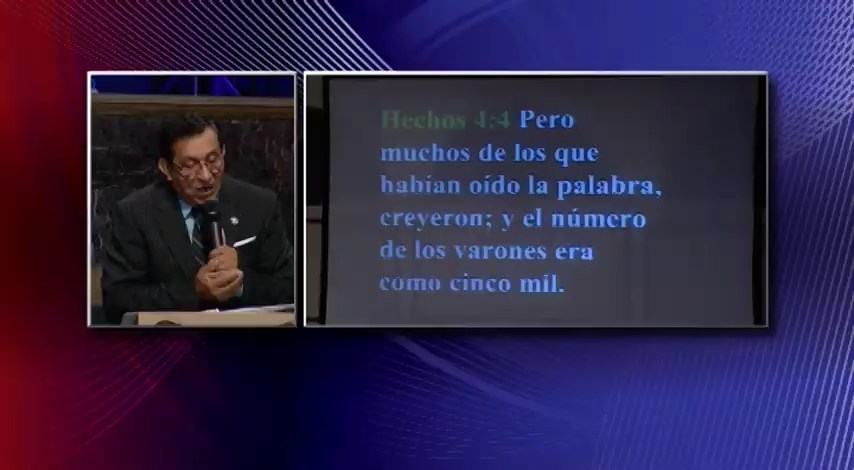 Hechos 4:4 Pero
muchos de los que
habían oído la palabra,
creyeron; y el número
de los varones era
como cinco mil.